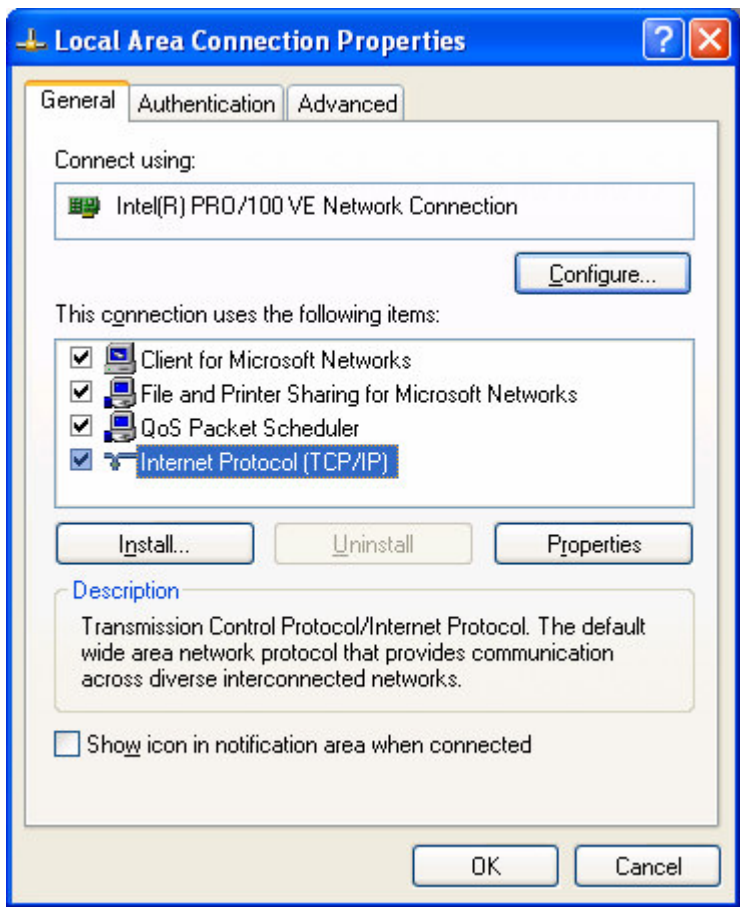 Local Area Connection Properties
General Authentication Advanced
Connect using:
Intel(R) PRO/100 VE Network Connection
Configure...
This connection uses the following items:
Client for Microsoft Networks
File and Printer Sharing for Microsoft Networks
QoS Packet Scheduler
Internet Protocol (TCP/IP)
Install... Uninstall Properties
Description
Transmission Control Protocol/Internet Protocol. The default
wide area network protocol that provides communication
across diverse interconnected networks.
Show icon in notification area when connected
OK Cancel